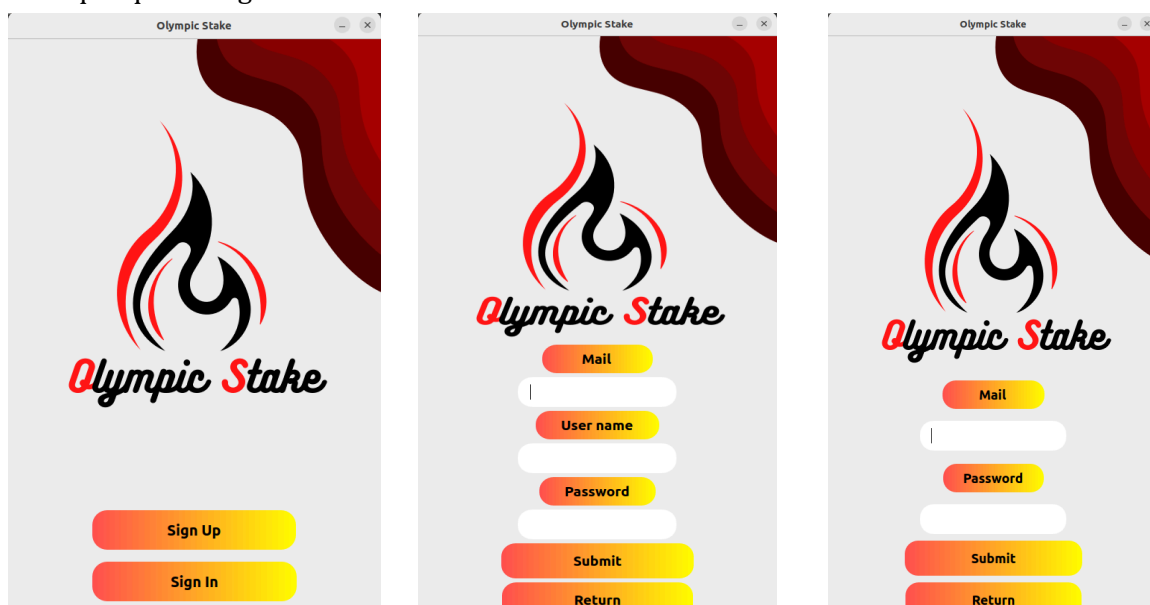 Olympic Stake
Olympic Stake
Sign Up
Sign In
Olympic Stake
Olympic Stake
Mail
User name
Password
Submit
Return
Olympic Stake
Olympic Stake
Mail
Password
Submit
Return